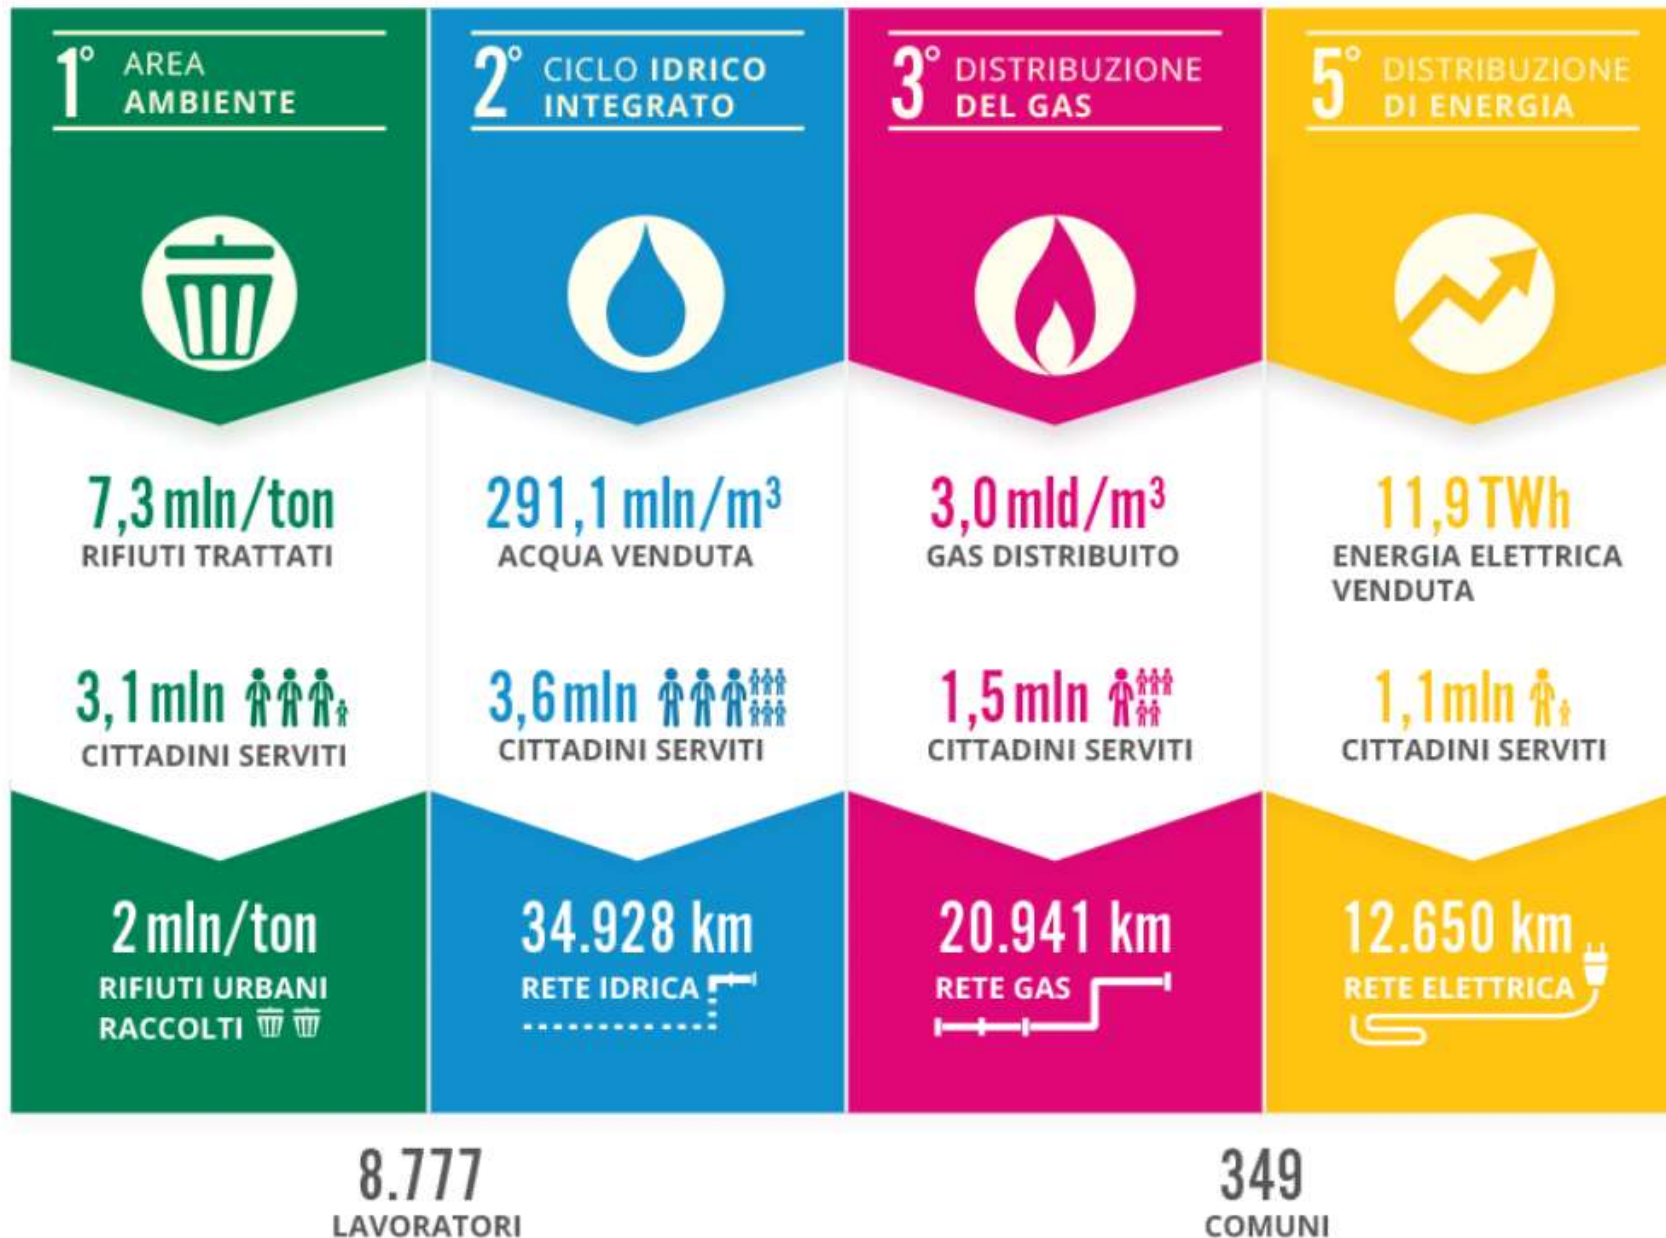 1° AREA
AMBIENTE
7,3 mln/ton
RIFIUTI TRATTATI
3,1 mln
CITTADINI SERVITI
2 mln/ton
RIFIUTI URBANI
RACCOLTI
2° CICLO IDRICO
INTEGRATO
291,1 mln/m³
ACQUA VENDUTA
3,6 mln
CITTADINI SERVITI
34.928 km
RETE IDRICA
3° DISTRIBUZIONE
DEL GAS
3,0 mld/m³
GAS DISTRIBUITO
1,5 mln
CITTADINI SERVITI
20.941 km
RETE GAS
5° DISTRIBUZIONE
DI ENERGIA
11,9 TWh
ENERGIA ELETTRICA
VENDUTA
1,1 mln
CITTADINI SERVITI
12.650 km
RETE ELETTRICA
8.777
LAVORATORI
349
COMUNI